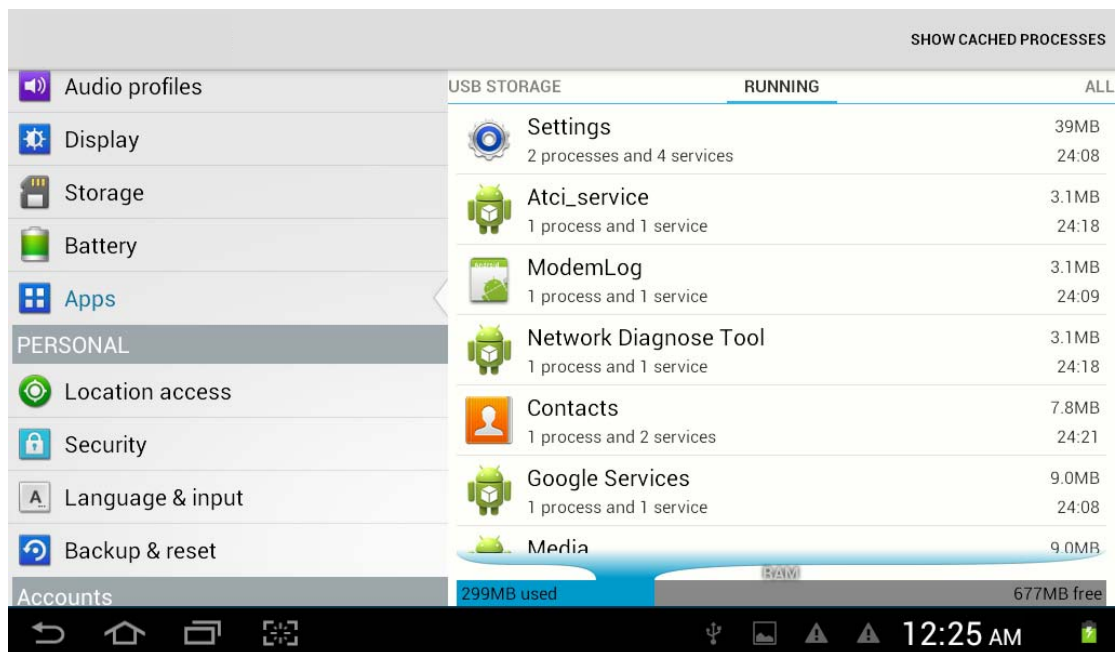 SHOW CACHED PROCESSES
Audio profiles
Display
Storage
Battery
Apps
PERSONAL
Location access
Security
Language & input
Backup & reset
Accounts
USB STORAGE RUNNING ALL
Settings 39MB
2 processes and 4 services 24:08
Atci_service 3.1MB
1 process and 1 service 24:18
ModemLog 3.1MB
1 process and 1 service 24:09
Network Diagnose Tool 3.1MB
1 process and 1 service 24:18
Contacts 7.8MB
1 process and 2 services 24:21
Google Services 9.0MB
1 process and 1 service 24:08
Media 9.0MB
RAM
299MB used 677MB free
12:25 AM